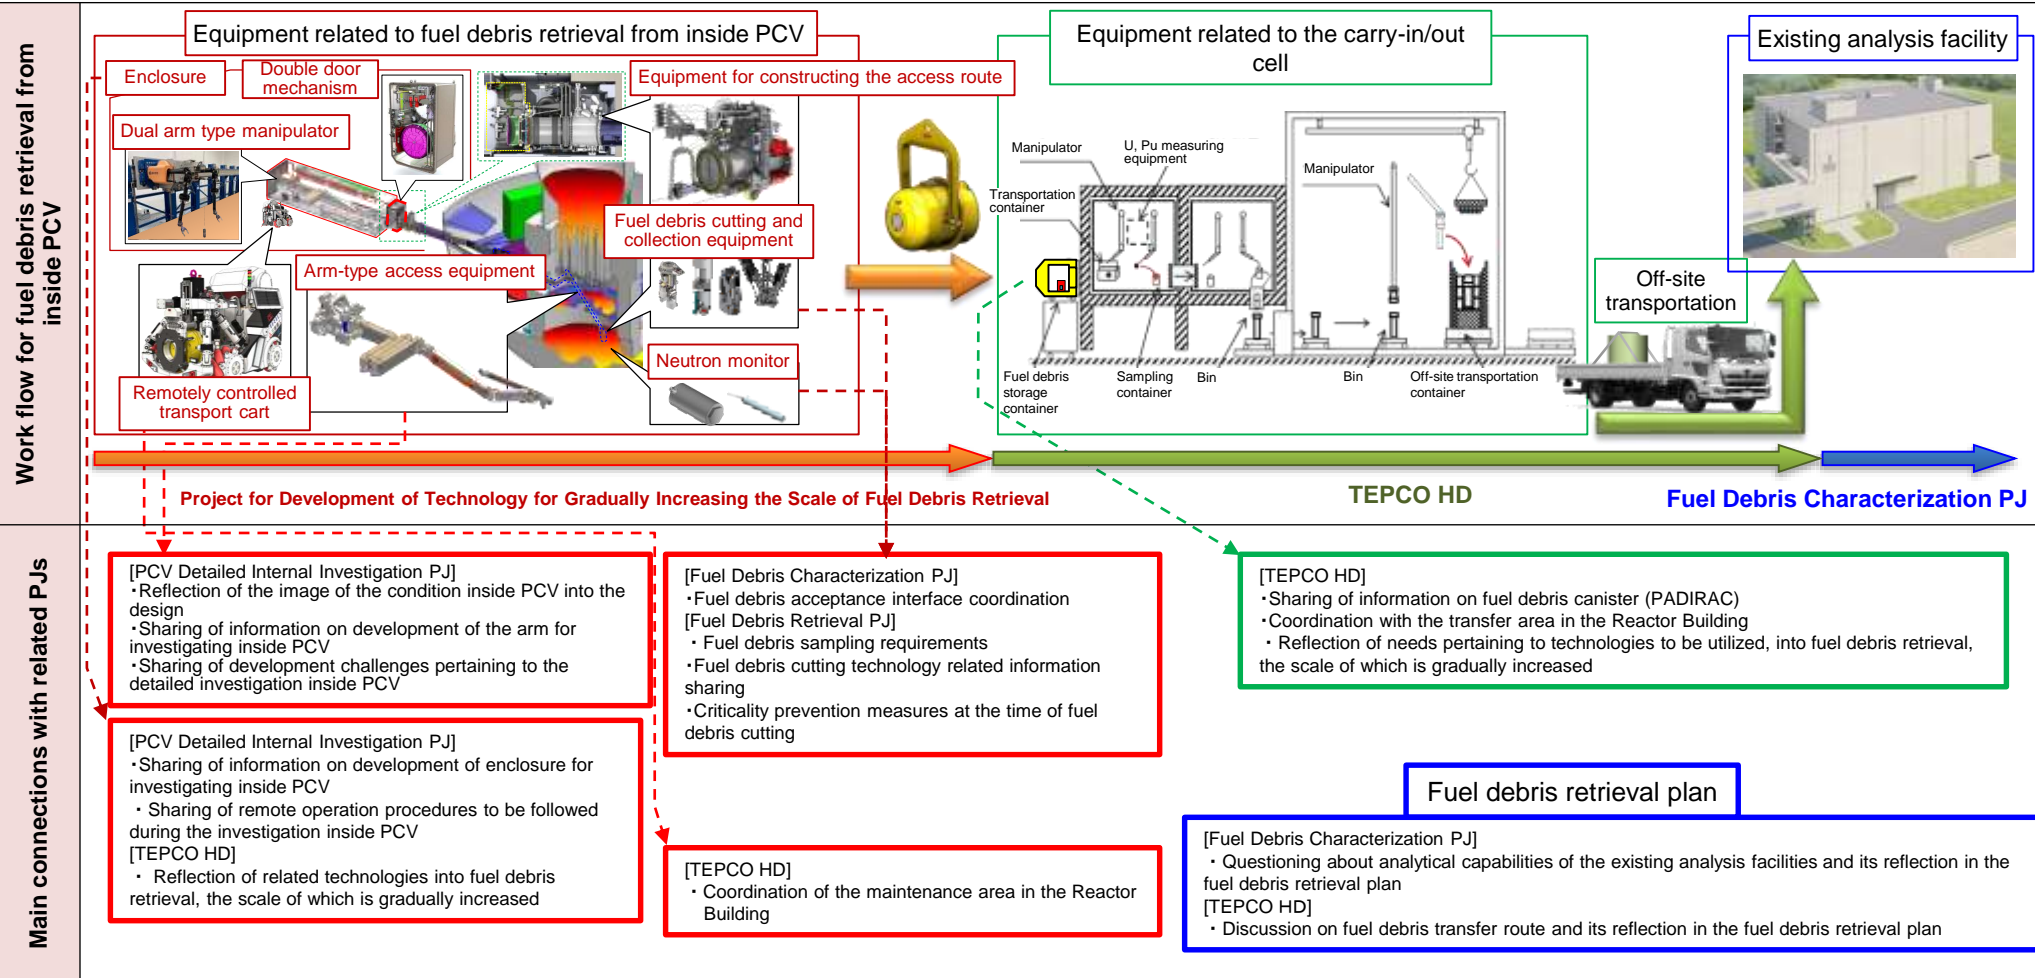 Work flow for fuel debris retrieval from
inside PCV
Equipment related to fuel debris retrieval from inside PCV
Enclosure
Double door
mechanism
Equipment for constructing the access route
Dual arm type manipulator
Fuel debris cutting and
collection equipment
Arm-type access equipment
Neutron monitor
Remotely controlled
transport cart
Equipment related to the carry-in/out
cell
Manipulator
U, Pu measuring
equipment
Transportation
container
Manipulator
Fuel debris
storage
container
Sampling
container
Bin
Bin
Off-site transportation
container
Existing analysis facility
Off-site
transportation
Project for Development of Technology for Gradually Increasing the Scale of Fuel Debris Retrieval
TEPCO HD
Fuel Debris Characterization PJ
Main connections with related PJs
[PCV Detailed Internal Investigation PJ]
・Reflection of the image of the condition inside PCV into the
design
・Sharing of information on development of the arm for
investigating inside PCV
・Sharing of development challenges pertaining to the
detailed investigation inside PCV
[PCV Detailed Internal Investigation PJ]
・Sharing of information on development of enclosure for
investigating inside PCV
・ Sharing of remote operation procedures to be followed
during the investigation inside PCV
[TEPCO HD]
・ Reflection of related technologies into fuel debris
retrieval, the scale of which is gradually increased
[Fuel Debris Characterization PJ]
・Fuel debris acceptance interface coordination
[Fuel Debris Retrieval PJ]
・ Fuel debris sampling requirements
・Fuel debris cutting technology related information
sharing
・Criticality prevention measures at the time of fuel
debris cutting
[TEPCO HD]
・ Coordination of the maintenance area in the Reactor
Building
[TEPCO HD]
・Sharing of information on fuel debris canister (PADIRAC)
・Coordination with the transfer area in the Reactor Building
・ Reflection of needs pertaining to technologies to be utilized, into fuel debris retrieval,
the scale of which is gradually increased
Fuel debris retrieval plan
[Fuel Debris Characterization PJ]
・ Questioning about analytical capabilities of the existing analysis facilities and its reflection in the
fuel debris retrieval plan
[TEPCO HD]
・ Discussion on fuel debris transfer route and its reflection in the fuel debris retrieval plan